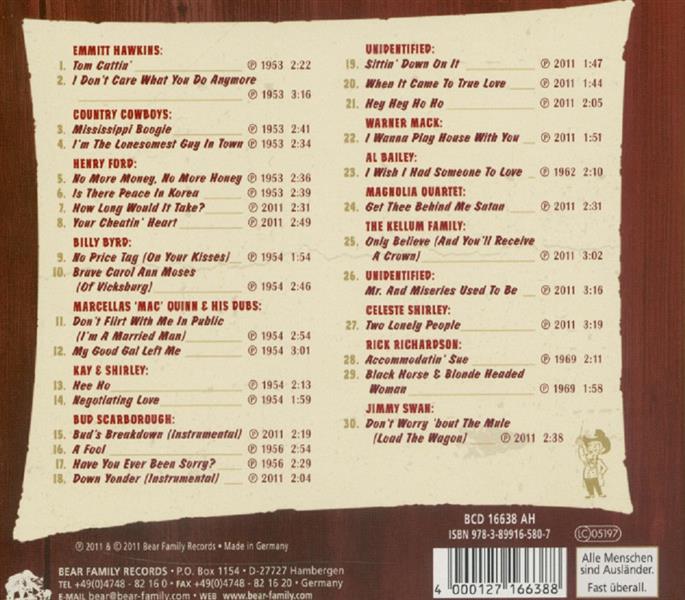 EMMITT HAWKINS:
1. Tom Cattin' ℗ 1953 2:22
2. I Don't Care What You Do Anymore
℗ 1953 3:16
COUNTRY COWBOYS:
3. Mississippi Boogie ℗ 1953 2:41
4. I'm The Lonesomest Guy In Town ℗ 1953 2:34
HENRY FORD:
5. No More Money, No More Honey ℗ 1953 2:36
6. Is There Peace In Korea ℗ 1953 2:39
7. How Long Would It Take? ℗ 2011 2:31
8. Your Cheatin' Heart ℗ 2011 2:49
BILLY BYRD:
9. No Price Tag (On Your Kisses) ℗ 1954 1:54
10. Brave Carol Ann Moses
(Of Vicksburg) ℗ 1954 2:46
MARCELLAS 'MAC' QUINN & HIS DUBS:
11. Don't Flirt With Me In Public
(I'm A Married Man) ℗ 1954 2:54
12. My Good Gal Left Me ℗ 1954 3:01
KAY & SHIRLEY:
13. Hee Ho ℗ 1954 2:13
14. Negotiating Love ℗ 1954 1:59
BUD SCARBOROUGH:
15. Bud's Breakdown (Instrumental) ℗ 2011 2:19
16. A Fool ℗ 1956 2:54
17. Have You Ever Been Sorry? ℗ 1956 2:29
18. Down Yonder (Instrumental) ℗ 2011 2:04
UNIDENTIFIED:
19. Sittin' Down On It ℗ 2011 1:47
20. When It Came To True Love ℗ 2011 1:44
21. Hey Hey Ho Ho ℗ 2011 2:05
WARNER MACK:
22. I Wanna Play House With You ℗ 2011 1:51
AL BAILEY:
23. I Wish I Had Someone To Love ℗ 1962 2:10
MAGNOLIA QUARTET:
24. Get Thee Behind Me Satan ℗ 2011 2:31
THE KELLUM FAMILY:
25. Only Believe (And You'll Receive
A Crown) ℗ 2011 3:02
26. UNIDENTIFIED:
Mr. And Miseries Used To Be ℗ 2011 3:16
CELESTE SHIRLEY:
27. Two Lonely People ℗ 2011 3:19
RICK RICHARDSON:
28. Accommodatin' Sue ℗ 1969 2:11
29. Black Horse & Blonde Headed
Woman ℗ 1969 1:58
JIMMY SWAN:
30. Don't Worry 'bout The Mule
(Load The Wagon) ℗ 2011 2:38
℗ 2011 & © 2011 Bear Family Records • Made in Germany
BEAR FAMILY RECORDS • P.O. Box 1154 • D-27727 Hambergen
TEL +49(0)4748 - 82 16 0 • FAX +49(0)4748 - 82 16 20 • Germany
E-MAIL bear@bear-family.com • WEB www.bear-family.com
BCD 16638 AH
ISBN 978-3-89916-580-7
LC 05197
4 000127 166388
Alle Menschen
sind Ausländer.
Fast überall.